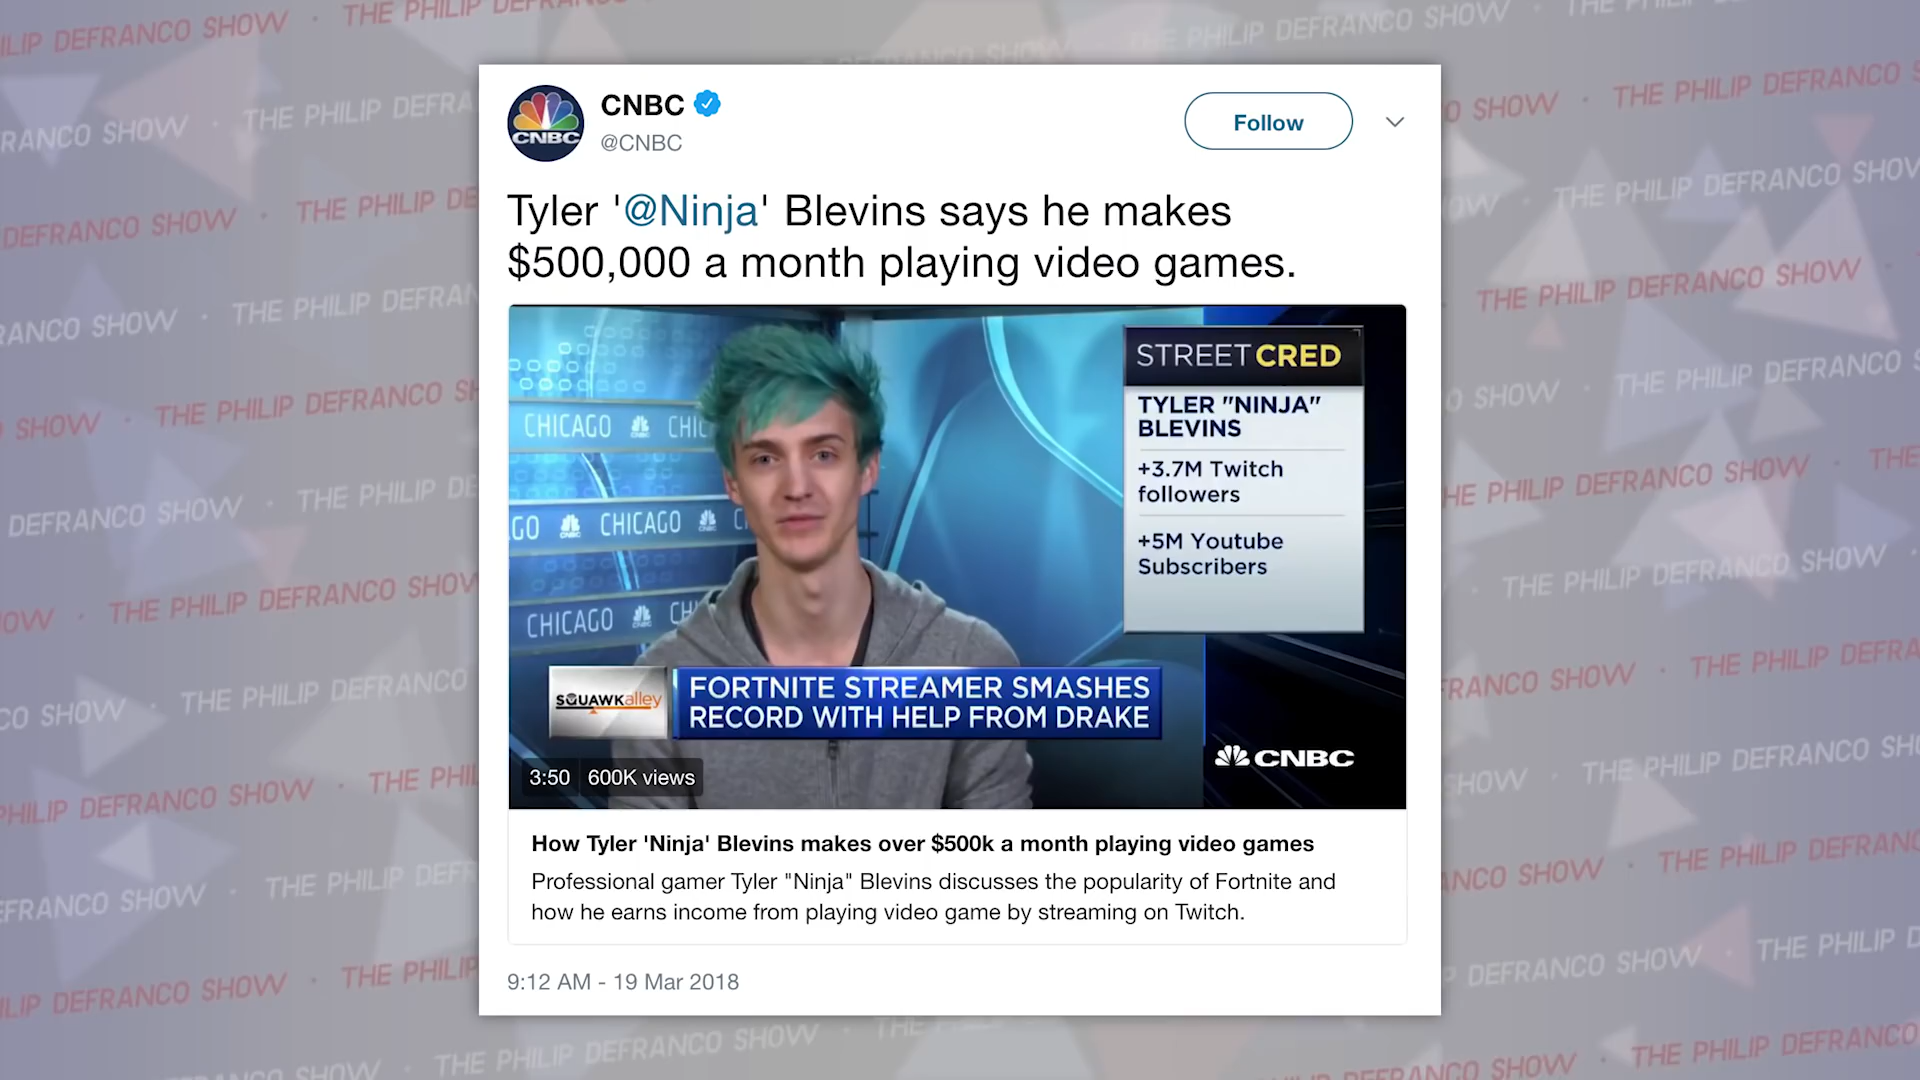 CNBC
@CNBC
Follow
Tyler '@Ninja' Blevins says he makes
$500,000 a month playing video games.
STREET CRED
TYLER "NINJA"
BLEVINS
+3.7M Twitch
followers
+5M Youtube
Subscribers
CHICAGO
CHICAGO
CHICAGO
SQUAWKalley
FORTNITE STREAMER SMASHES
RECORD WITH HELP FROM DRAKE
CNBC
3:50 600K views
How Tyler 'Ninja' Blevins makes over $500k a month playing video games
Professional gamer Tyler "Ninja" Blevins discusses the popularity of Fortnite and
how he earns income from playing video game by streaming on Twitch.
9:12 AM - 19 Mar 2018
THE PHILIP DEFRANCO SHOW